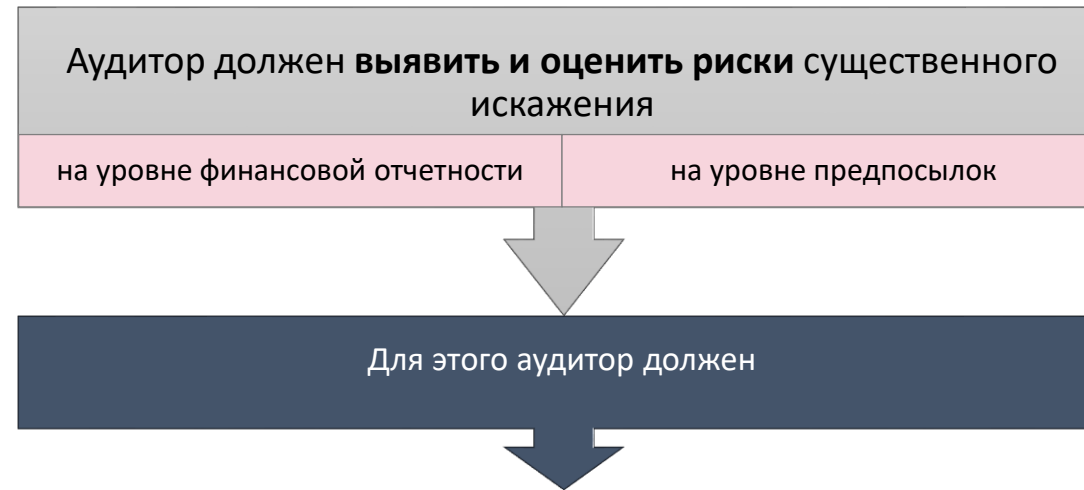 Аудитор должен выявить и оценить риски существенного
искажения
на уровне финансовой отчетности
на уровне предпосылок
Для этого аудитор должен